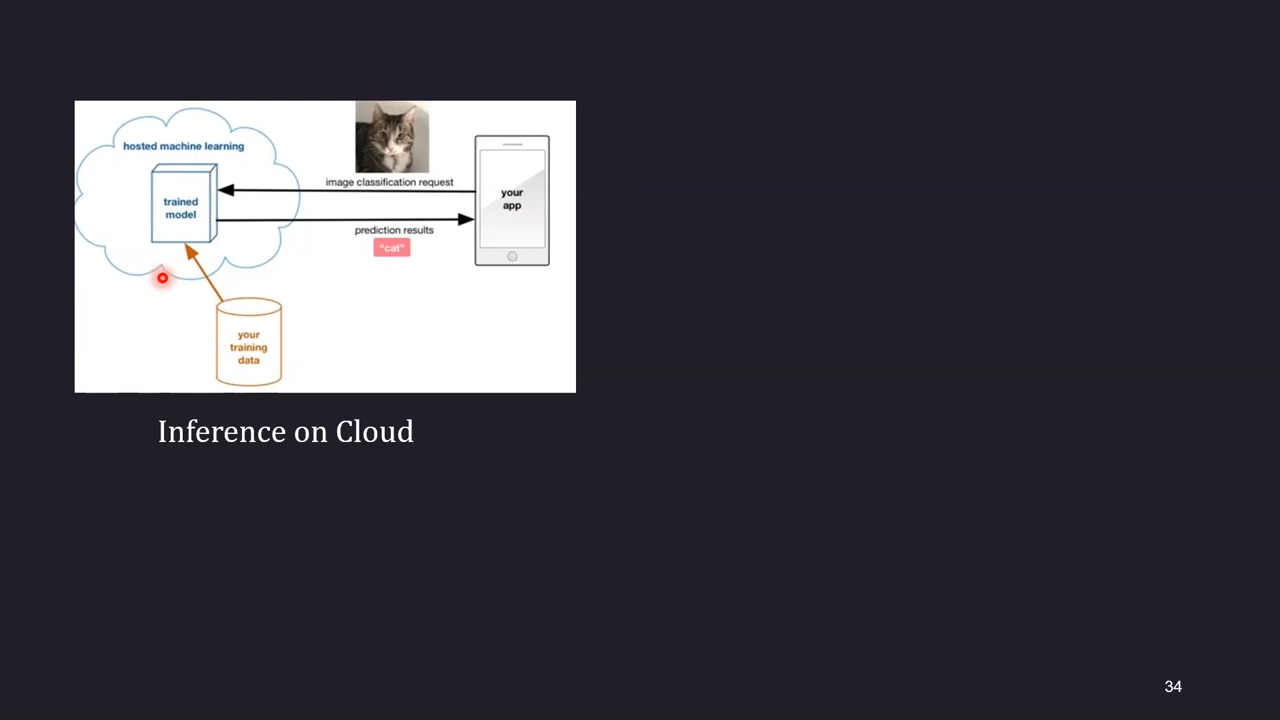 hosted machine learning
trained
model
image classification request
your
app
prediction results
"cat"
your
training
data
Inference on Cloud
34